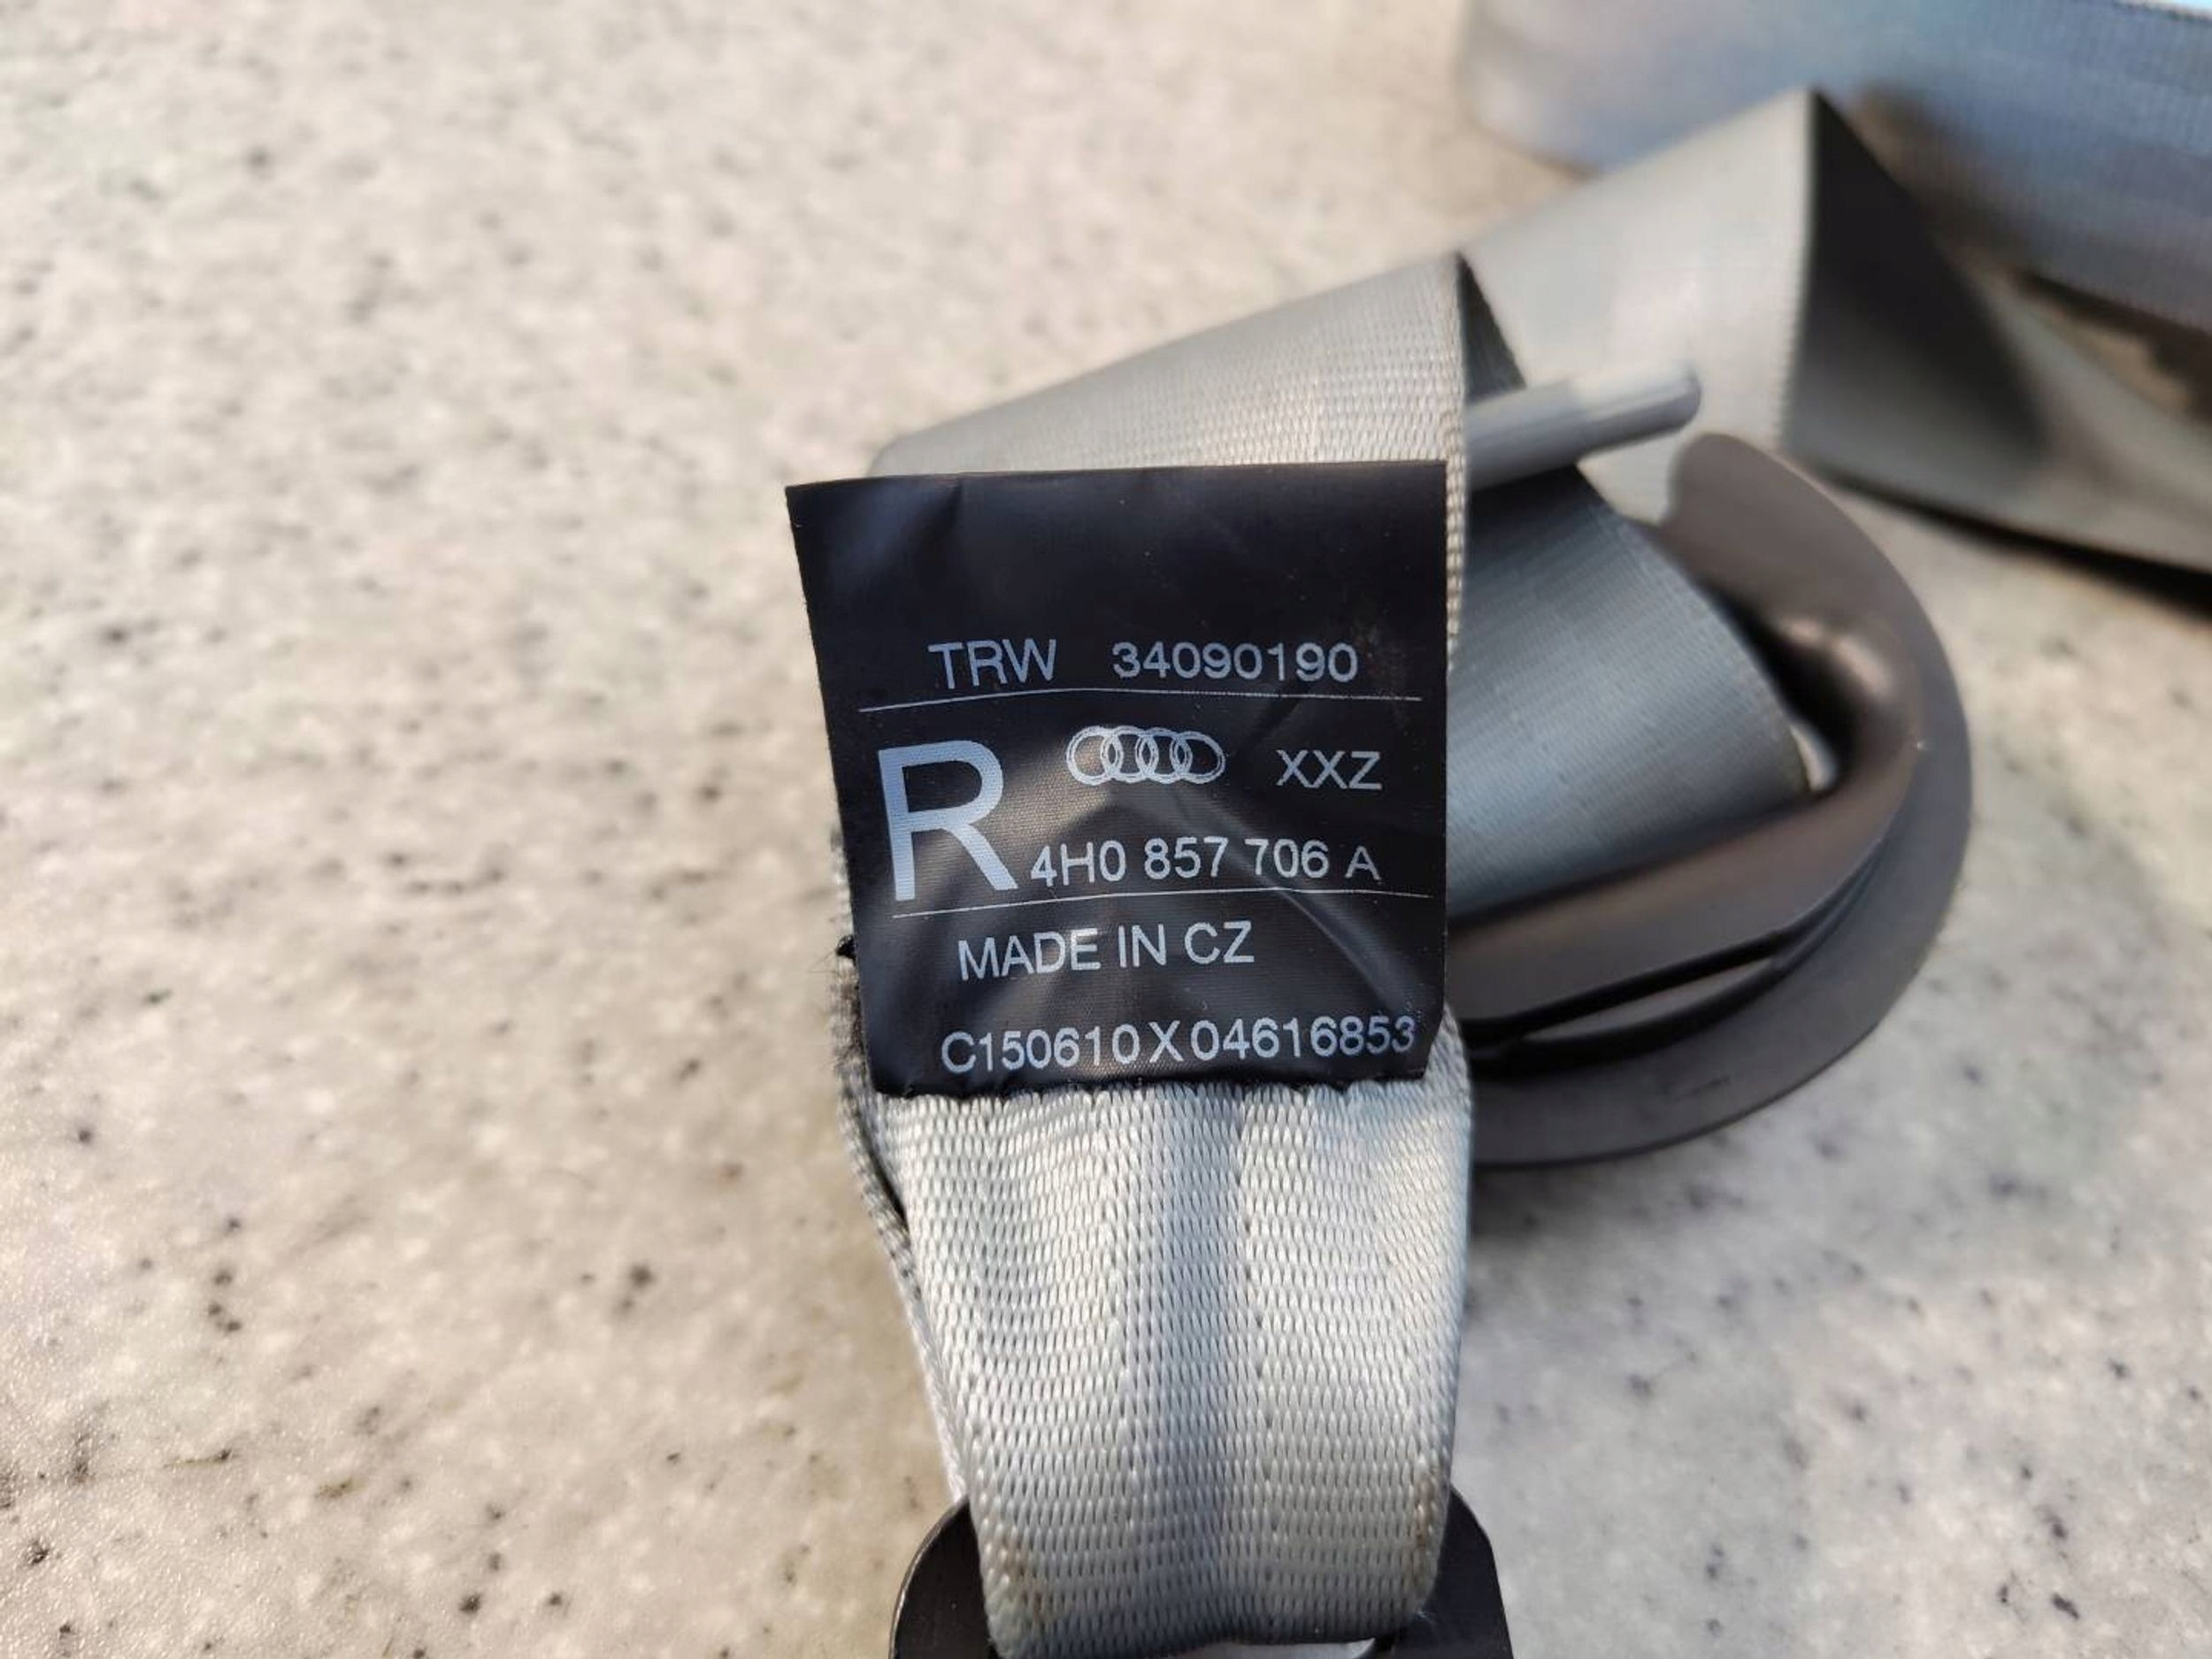 TRW 34090190
R
XXZ
4H0 857 706 A
MADE IN CZ
C150610X04616853